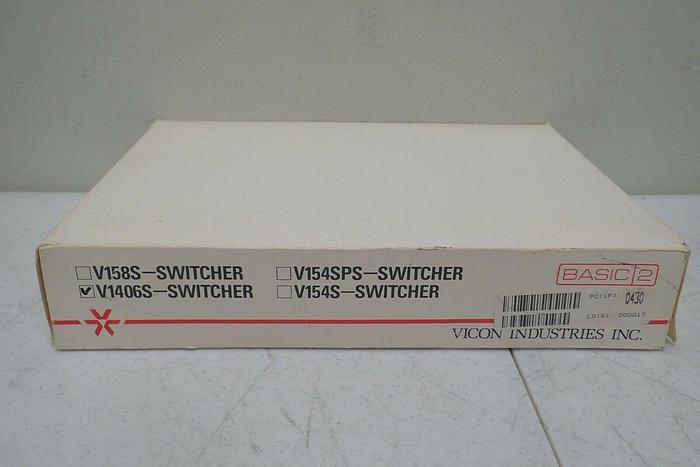 V158S—SWITCHER
V154SPS—SWITCHER
V1406S—SWITCHER
V154S—SWITCHER
BASIC 2
PC(1P): 0430
LS(S): 000817
VICON INDUSTRIES INC.